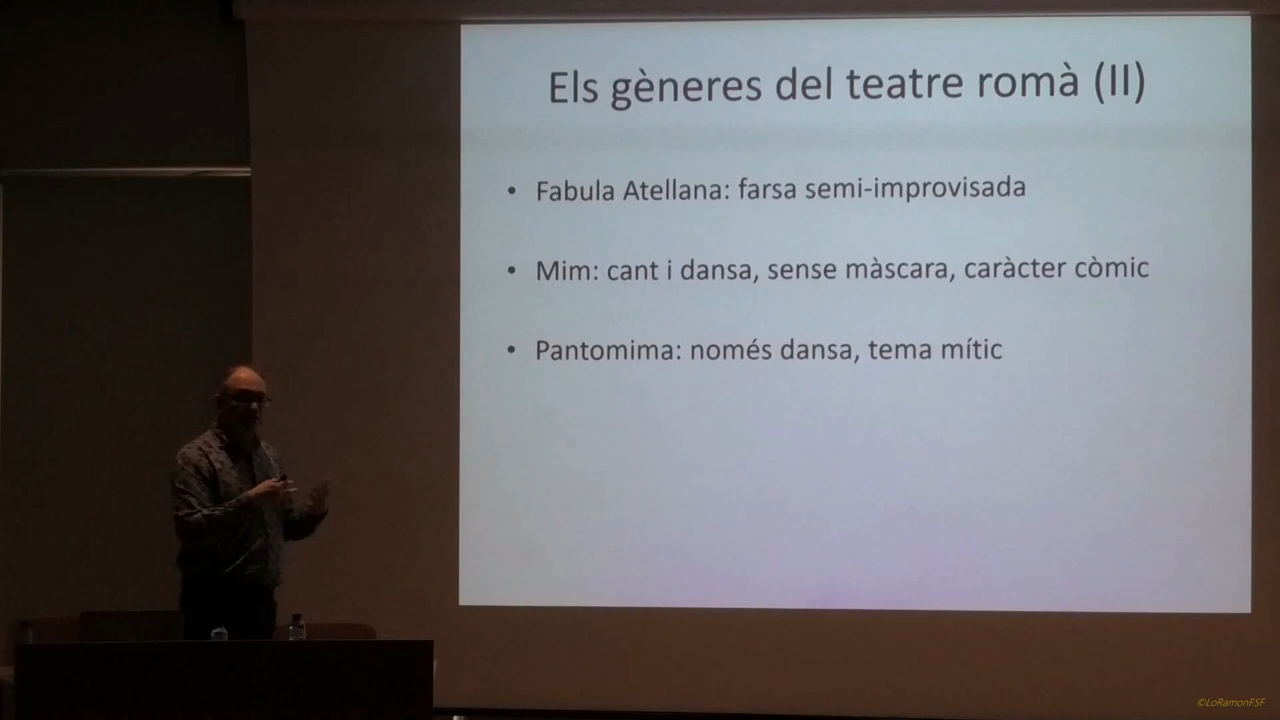 Els gèneres del teatre romà (II)
• Fabula Atellana: farsa semi-improvisada
• Mim: cant i dansa, sense màscara, caràcter còmic
• Pantomima: només dansa, tema mític
©LoRamonFSF